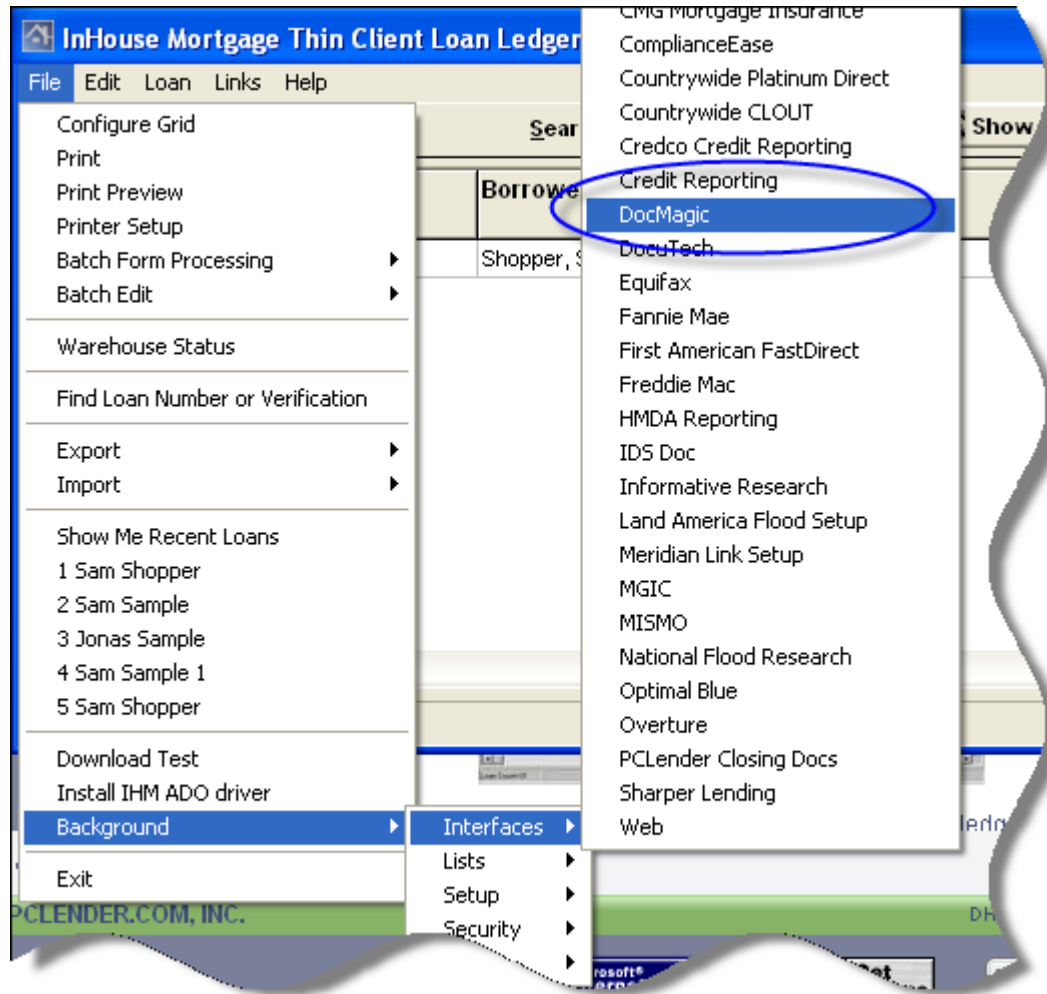 InHouse Mortgage Thin Client Loan Ledger
File Edit Loan Links Help
Configure Grid
Print
Print Preview
Printer Setup
Batch Form Processing
Batch Edit
Warehouse Status
Find Loan Number or Verification
Export
Import
Show Me Recent Loans
1 Sam Shopper
2 Sam Sample
3 Jonas Sample
4 Sam Sample 1
5 Sam Shopper
Download Test
Install IHM ADO driver
Background
Exit
Interfaces
Lists
Setup
Security
Sear
Show
Borrowe
Shopper, S
CMG Mortgage Insurance
ComplianceEase
Countrywide Platinum Direct
Countrywide CLOUT
Credco Credit Reporting
Credit Reporting
DocMagic
DocuTech
Equifax
Fannie Mae
First American FastDirect
Freddie Mac
HMDA Reporting
IDS Doc
Informative Research
Land America Flood Setup
Meridian Link Setup
MGIC
MISMO
National Flood Research
Optimal Blue
Overture
PCLender Closing Docs
Sharper Lending
Web
PCLENDER.COM, INC.